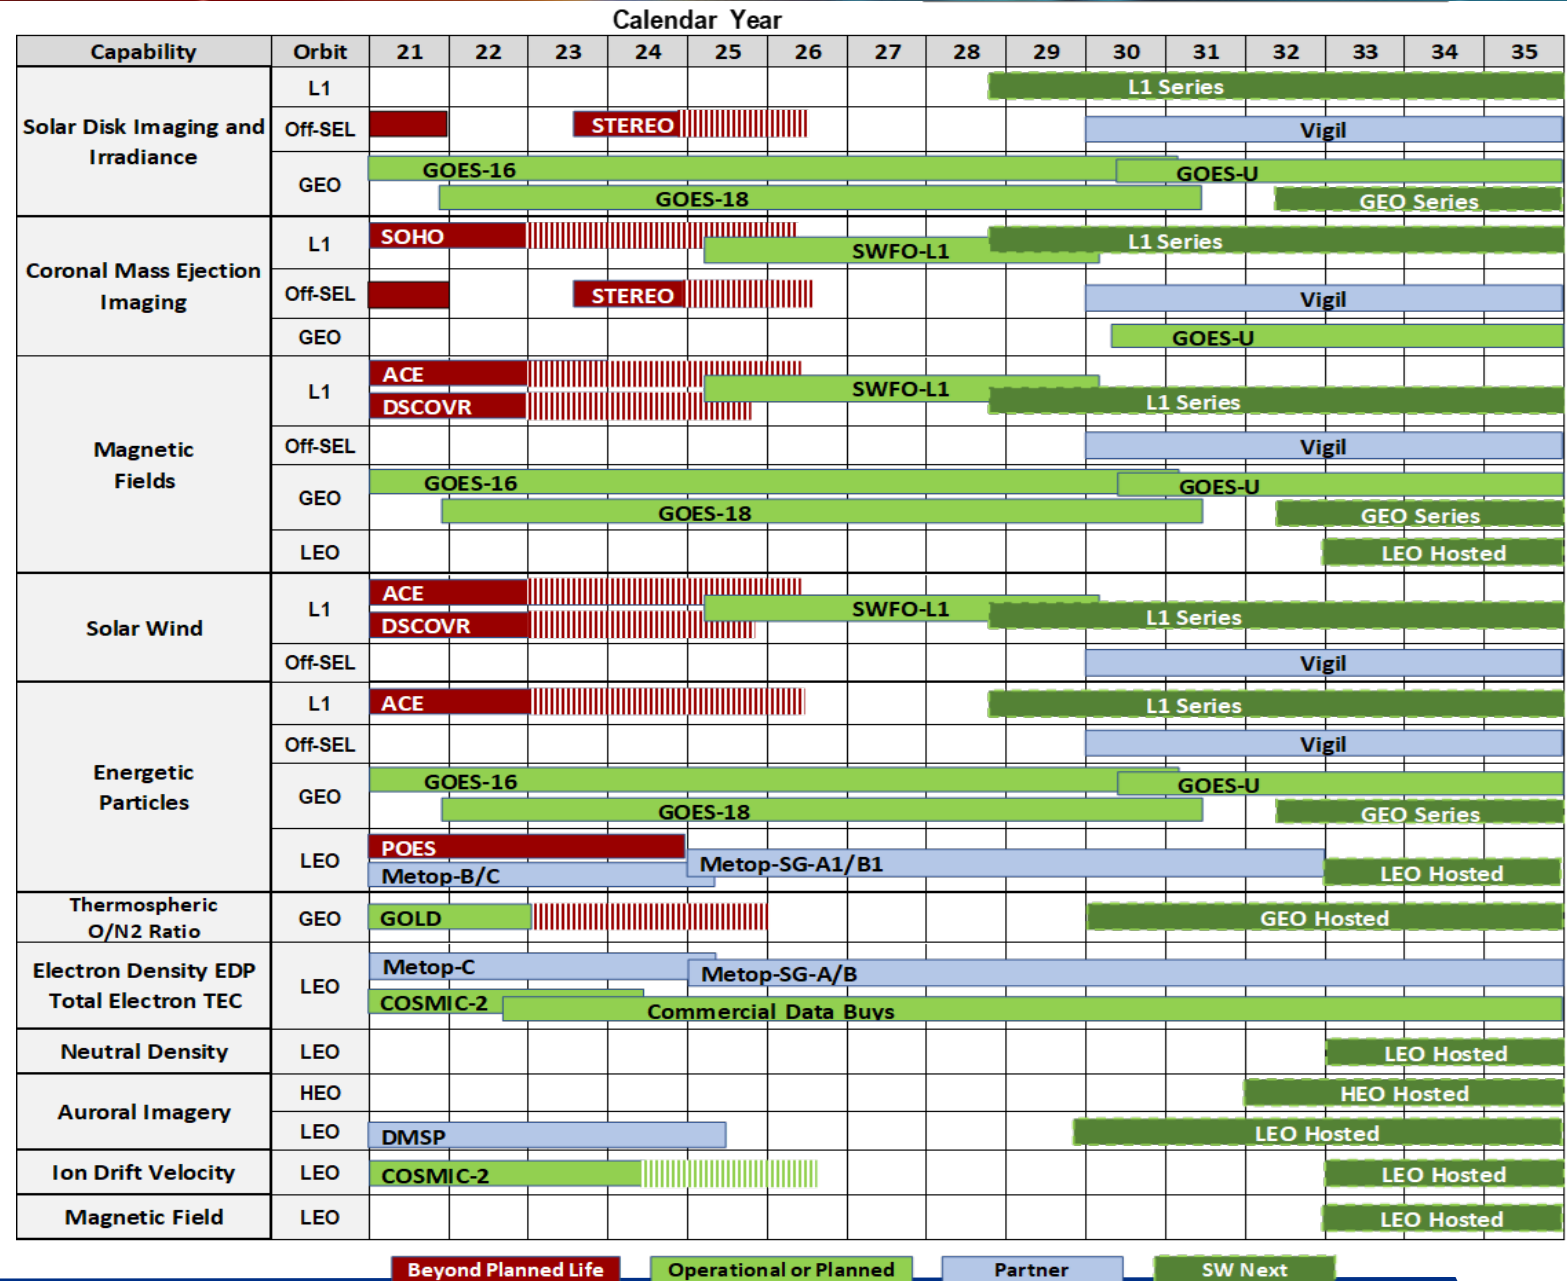 Calendar Year
Capability Orbit 21 22 23 24 25 26 27 28 29 30 31 32 33 34 35
Solar Disk Imaging and
Irradiance
L1
L1 Series
Off-SEL
STEREO
Vigil
GEO
GOES-16
GOES-U
GOES-18
GEO Series
Coronal Mass Ejection
Imaging
L1
SOHO
SWFO-L1
L1 Series
Off-SEL
STEREO
Vigil
GEO
GOES-U
Magnetic
Fields
L1
ACE
SWFO-L1
DSCOVR
L1 Series
Off-SEL
Vigil
GEO
GOES-16
GOES-U
GOES-18
GEO Series
LEO
LEO Hosted
Solar Wind
L1
ACE
SWFO-L1
DSCOVR
L1 Series
Off-SEL
Vigil
Energetic
Particles
L1
ACE
L1 Series
Off-SEL
Vigil
GEO
GOES-16
GOES-U
GOES-18
GEO Series
LEO
POES
Metop-SG-A1/B1
Metop-B/C
LEO Hosted
Thermospheric
O/N2 Ratio
GEO
GOLD
GEO Hosted
Electron Density EDP
Total Electron TEC
LEO
Metop-C
Metop-SG-A/B
COSMIC-2
Commercial Data Buys
Neutral Density
LEO
LEO Hosted
Auroral Imagery
HEO
HEO Hosted
LEO
DMSP
LEO Hosted
Ion Drift Velocity
LEO
COSMIC-2
LEO Hosted
Magnetic Field
LEO
LEO Hosted
Beyond Planned Life
Operational or Planned
Partner
SW Next